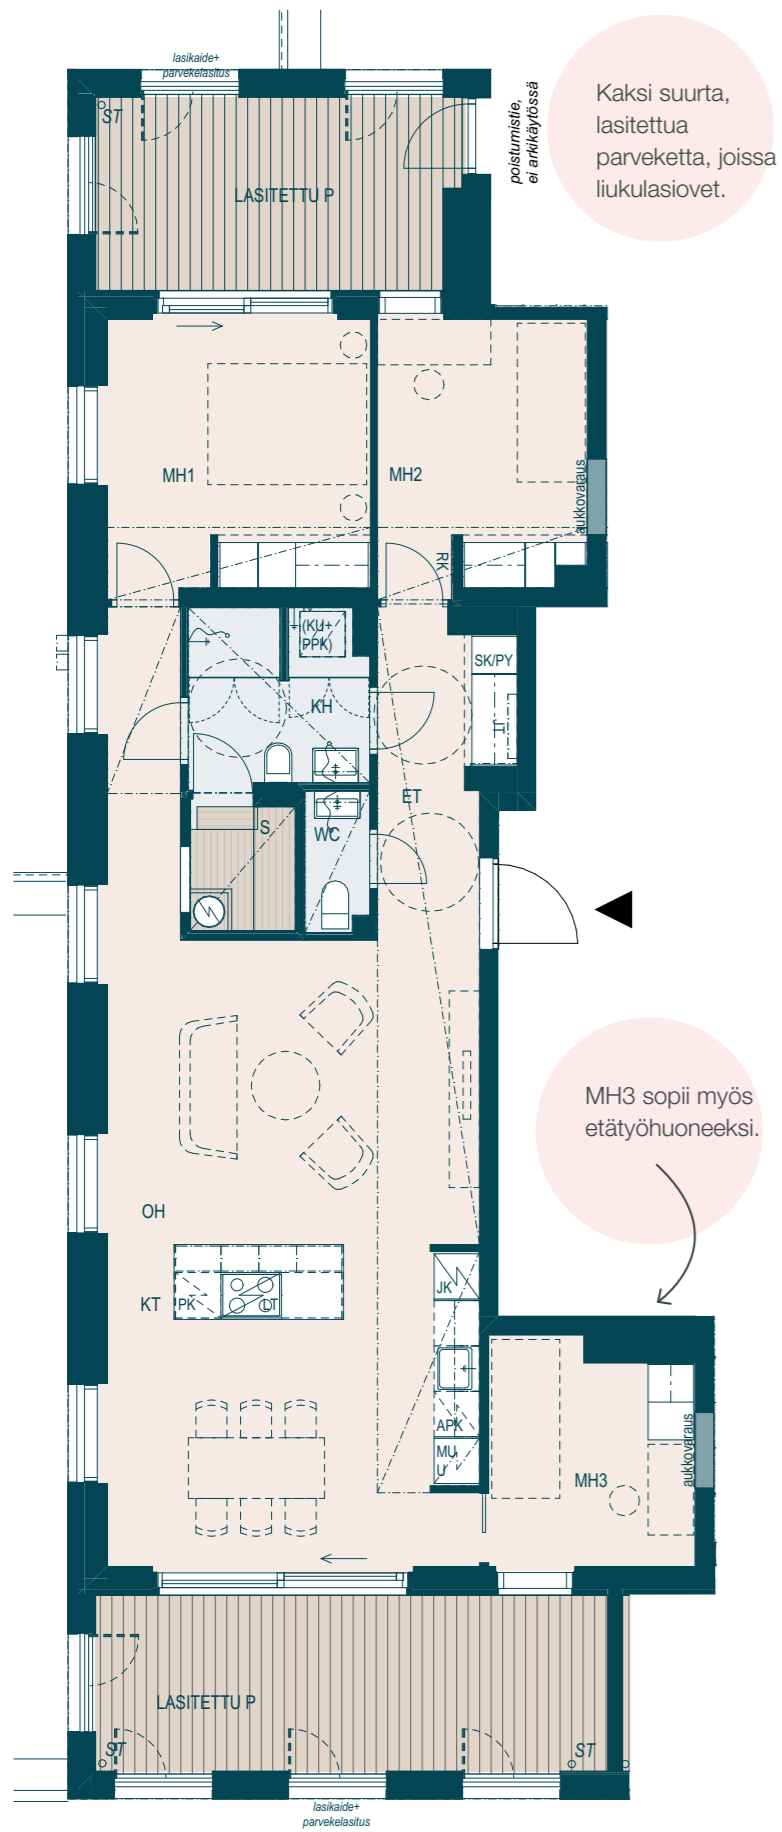 lasikaide+
parvekelasitus
ST
LASITETTU P
poistumistie,
ei arkikäytössä
Kaksi suurta,
lasitettua
parveketta, joissa
liukulasiovet.
MH1
MH2
aukkovaraus
RK
(KU+
PPK)
SK/PY
JT
KH
ET
S
WC
MH3 sopii myös
etätyöhuoneeksi.
OH
KT
PK
LT
JK
APK
MU
U
MH3
aukkovaraus
LASITETTU P
ST
ST
lasikaide+
parvekelasitus